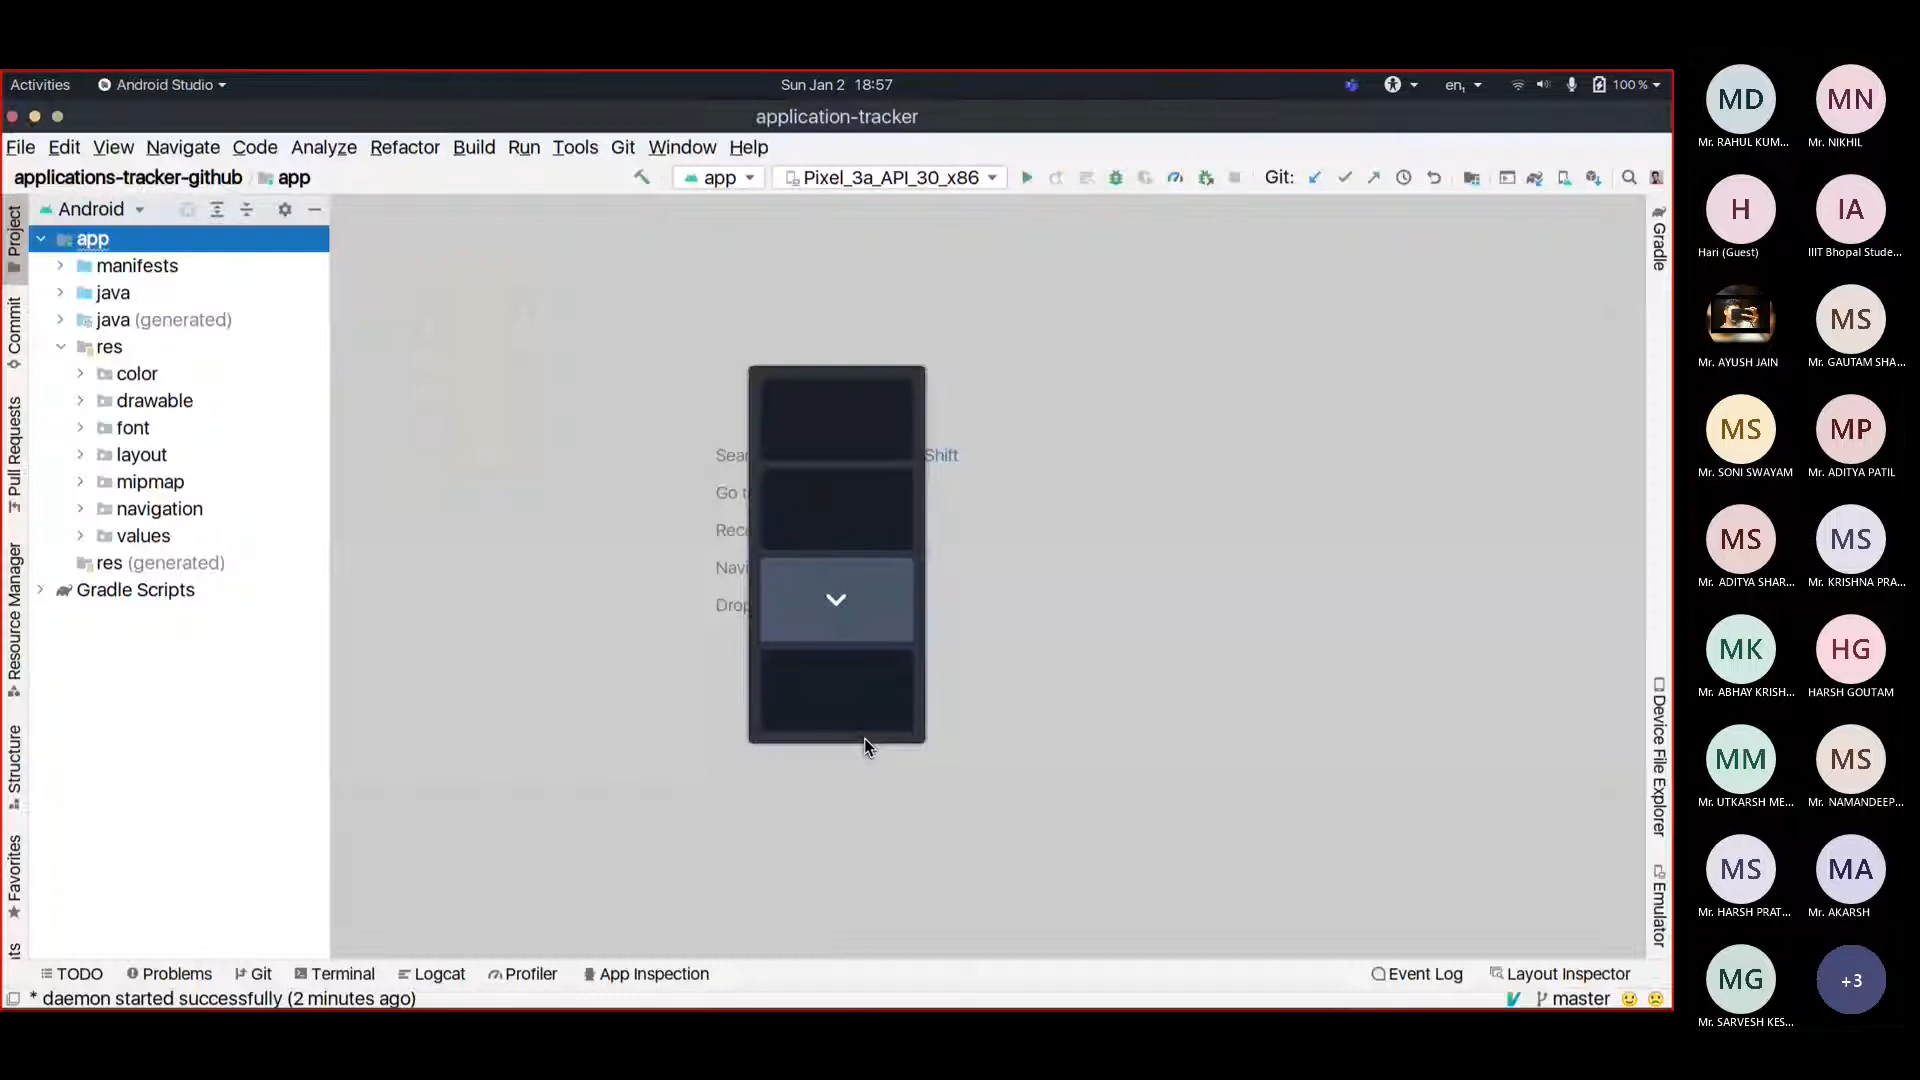 Activities
Android Studio
Sun Jan 2 18:57
en₁
100 %
application-tracker
File Edit View Navigate Code Analyze Refactor Build Run Tools Git Window Help
applications-tracker-github app
app
Pixel_3a_API_30_x86
Git:
Android
app
manifests
java
java (generated)
res
color
drawable
font
layout
mipmap
navigation
values
res (generated)
Gradle Scripts
Project
Commit
Pull Requests
Resource Manager
Structure
Favorites
Shift
Go
Gradle
Device File Explorer
Emulator
TODO Problems Git Terminal Logcat Profiler App Inspection Event Log Layout Inspector
* daemon started successfully (2 minutes ago)
master
MD
Mr. RAHUL KUM...
MN
Mr. NIKHIL
H
Hari (Guest)
IA
IIIT Bhopal Stude...
Mr. AYUSH JAIN
MS
Mr. GAUTAM SHA...
MS
Mr. SONI SWAYAM
MP
Mr. ADITYA PATIL
MS
Mr. ADITYA SHAR...
MS
Mr. KRISHNA PRA...
MK
Mr. ABHAY KRISH...
HG
HARSH GOUTAM
MM
Mr. UTKARSH ME...
MS
Mr. NAMANDEEP...
MS
Mr. HARSH PRAT...
MA
Mr. AKARSH
MG
Mr. SARVESH KES...
+3